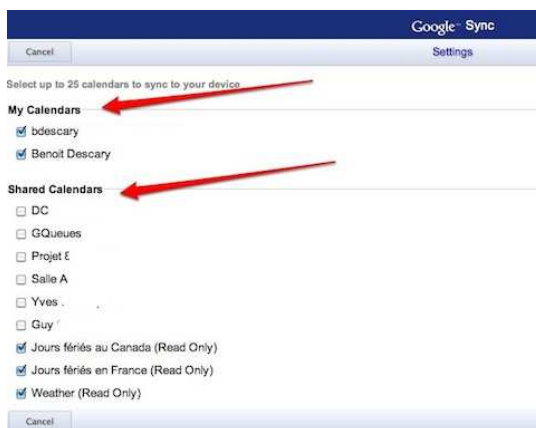 Google Sync
Cancel
Settings
Select up to 25 calendars to sync to your device
My Calendars
bdescary
Benoit Descary
Shared Calendars
DC
GQueues
Projet
Salle A
Yves
Guy
Jours fériés au Canada (Read Only)
Jours fériés en France (Read Only)
Weather (Read Only)
Cancel